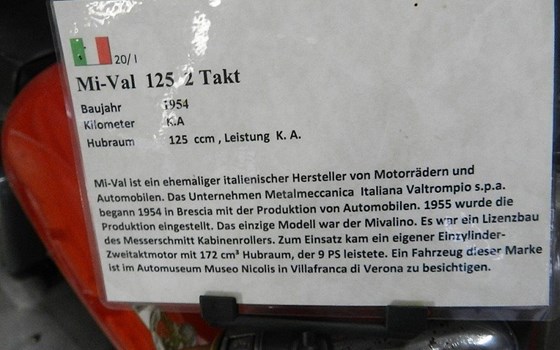 20/ I
Mi-Val 125 2 Takt
Baujahr 1954
Kilometer K.A
Hubraum 125 ccm , Leistung K. A.
Mi-Val ist ein ehemaliger italienischer Hersteller von Motorrädern und
Automobilen. Das Unternehmen Metalmeccanica Italiana Valtrompio s.p.a.
begann 1954 in Brescia mit der Produktion von Automobilen. 1955 wurde die
Produktion eingestellt. Das einzige Modell war der Mivalino. Es war ein Lizenzbau
des Messerschmitt Kabinenrollers. Zum Einsatz kam ein eigener Einzylinder-
Zweitaktmotor mit 172 cm³ Hubraum, der 9 PS leistete. Ein Fahrzeug dieser Marke
ist im Automuseum Museo Nicolis in Villafranca di Verona zu besichtigen.